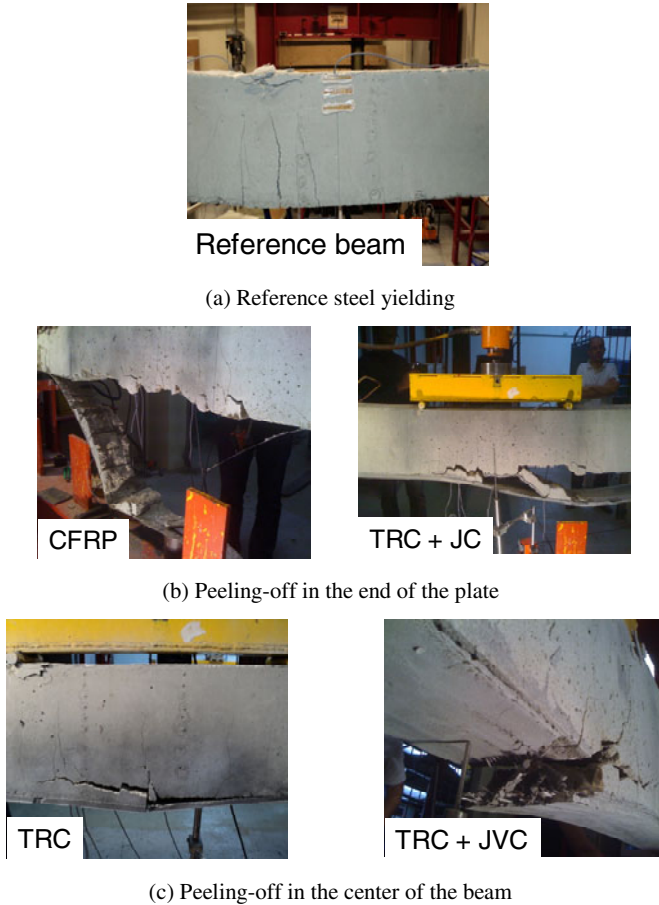 Reference beam
(a) Reference steel yielding
CFRP
TRC + JC
(b) Peeling-off in the end of the plate
TRC
TRC + JVC
(c) Peeling-off in the center of the beam